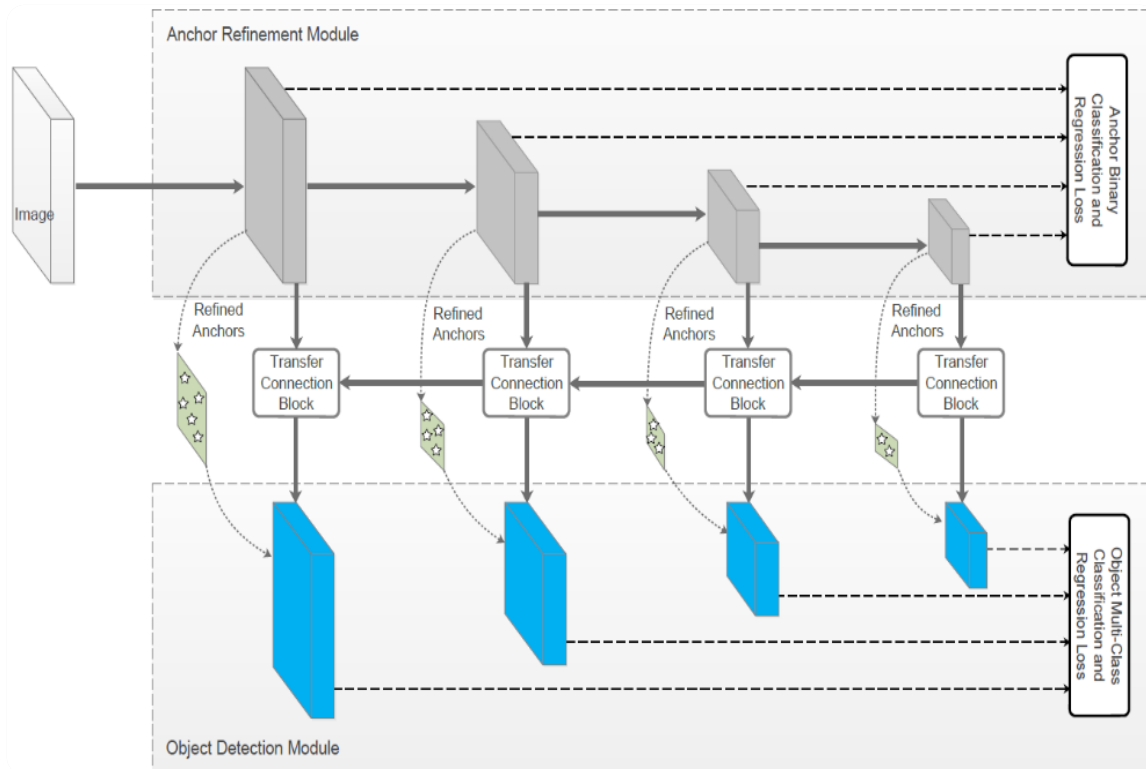 Anchor Refinement Module
Image
Anchor Binary
Classification and
Regression Loss
Refined
Anchors
Refined
Anchors
Refined
Anchors
Refined
Anchors
Transfer
Connection
Block
Transfer
Connection
Block
Transfer
Connection
Block
Transfer
Connection
Block
Object Multi-Class
Classification and
Regression Loss
Object Detection Module